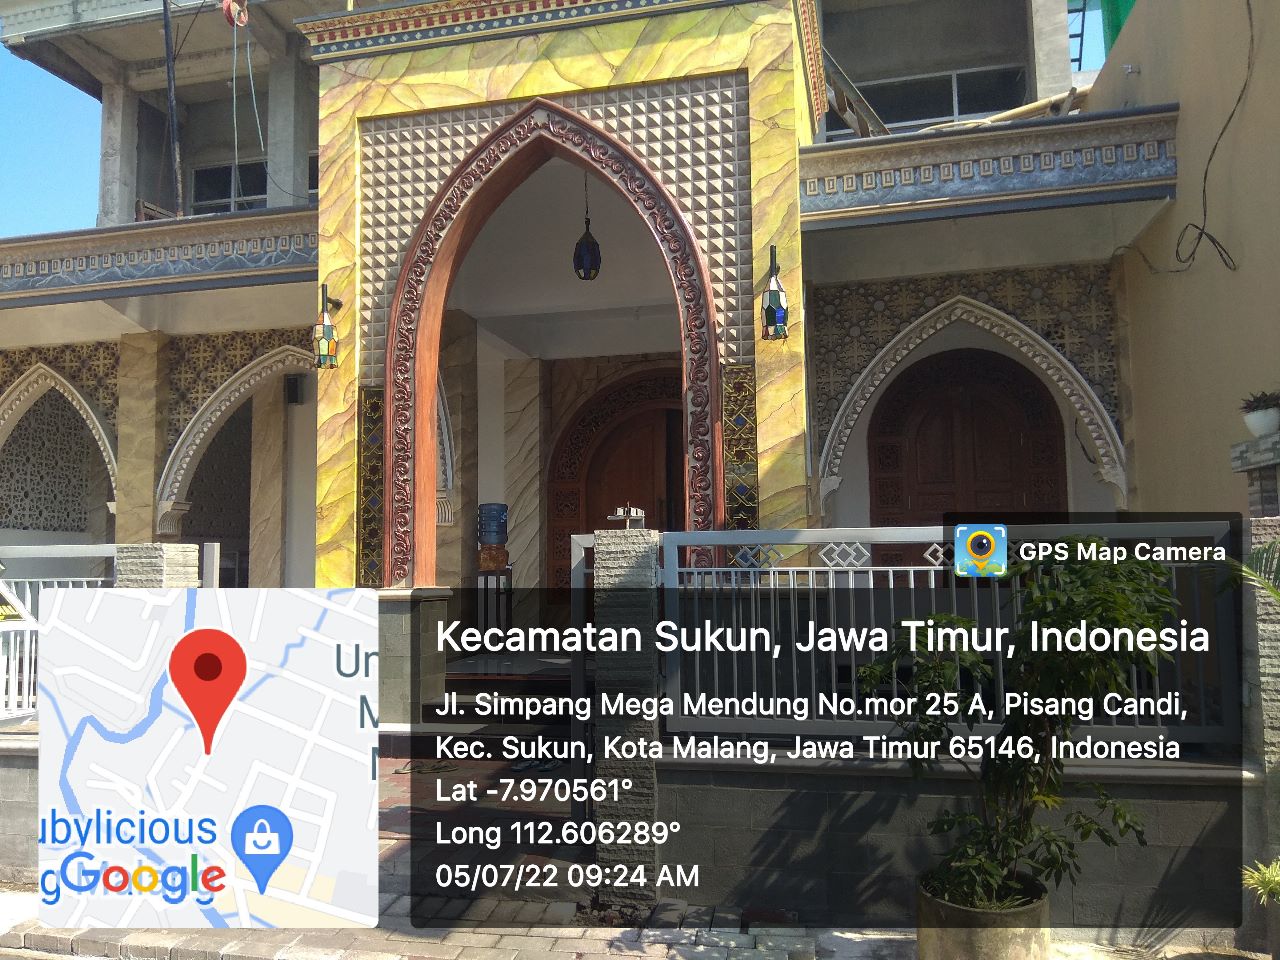 GPS Map Camera
Kecamatan Sukun, Jawa Timur, Indonesia
Jl. Simpang Mega Mendung No.mor 25 A, Pisang Candi,
Kec. Sukun, Kota Malang, Jawa Timur 65146, Indonesia
Lat -7.970561°
Long 112.606289°
05/07/22 09:24 AM
Google